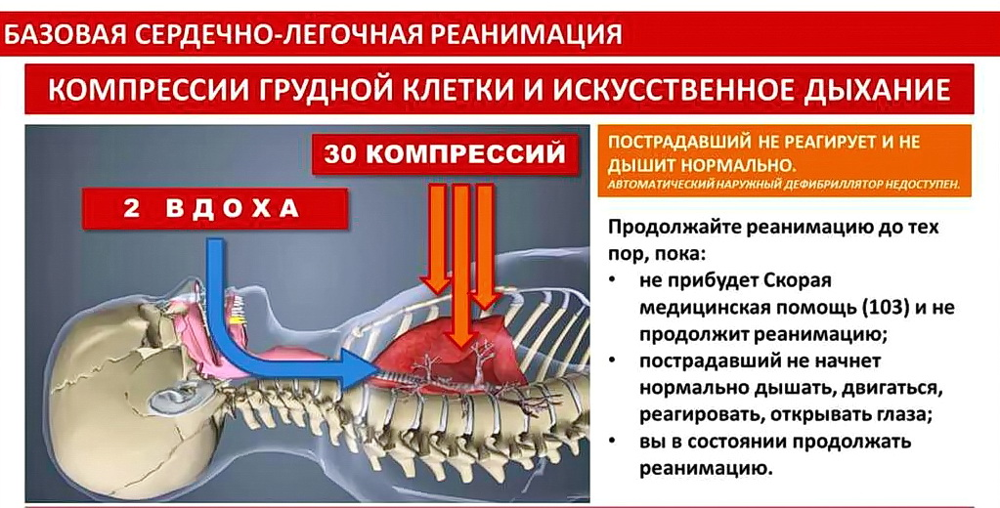 БАЗОВАЯ СЕРДЕЧНО-ЛЕГОЧНАЯ РЕАНИМАЦИЯ
КОМПРЕССИИ ГРУДНОЙ КЛЕТКИ И ИСКУССТВЕННОЕ ДЫХАНИЕ
30 КОМПРЕССИЙ
2 ВДОХА
ПОСТРАДАВШИЙ НЕ РЕАГИРУЕТ И НЕ
ДЫШИТ НОРМАЛЬНО.
АВТОМАТИЧЕСКИЙ НАРУЖНЫЙ ДЕФИБРИЛЛЯТОР НЕДОСТУПЕН.
Продолжайте реанимацию до тех
пор, пока:
• не прибудет Скорая
медицинская помощь (103) и не
продолжит реанимацию;
• пострадавший не начнет
нормально дышать, двигаться,
реагировать, открывать глаза;
• вы в состоянии продолжать
реанимацию.